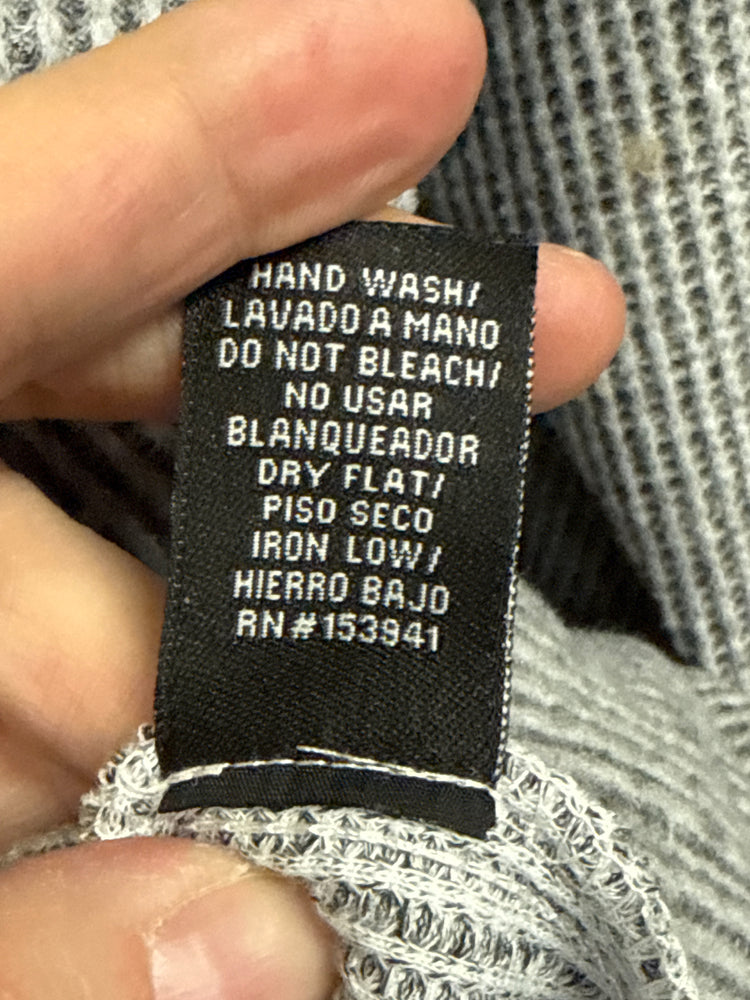 HAND WASH/
LAVADO A MANO
DO NOT BLEACH/
NO USAR
BLANQUEADOR
DRY FLAT/
PISO SECO
IRON LOW/
HIERRO BAJO
RN#153941